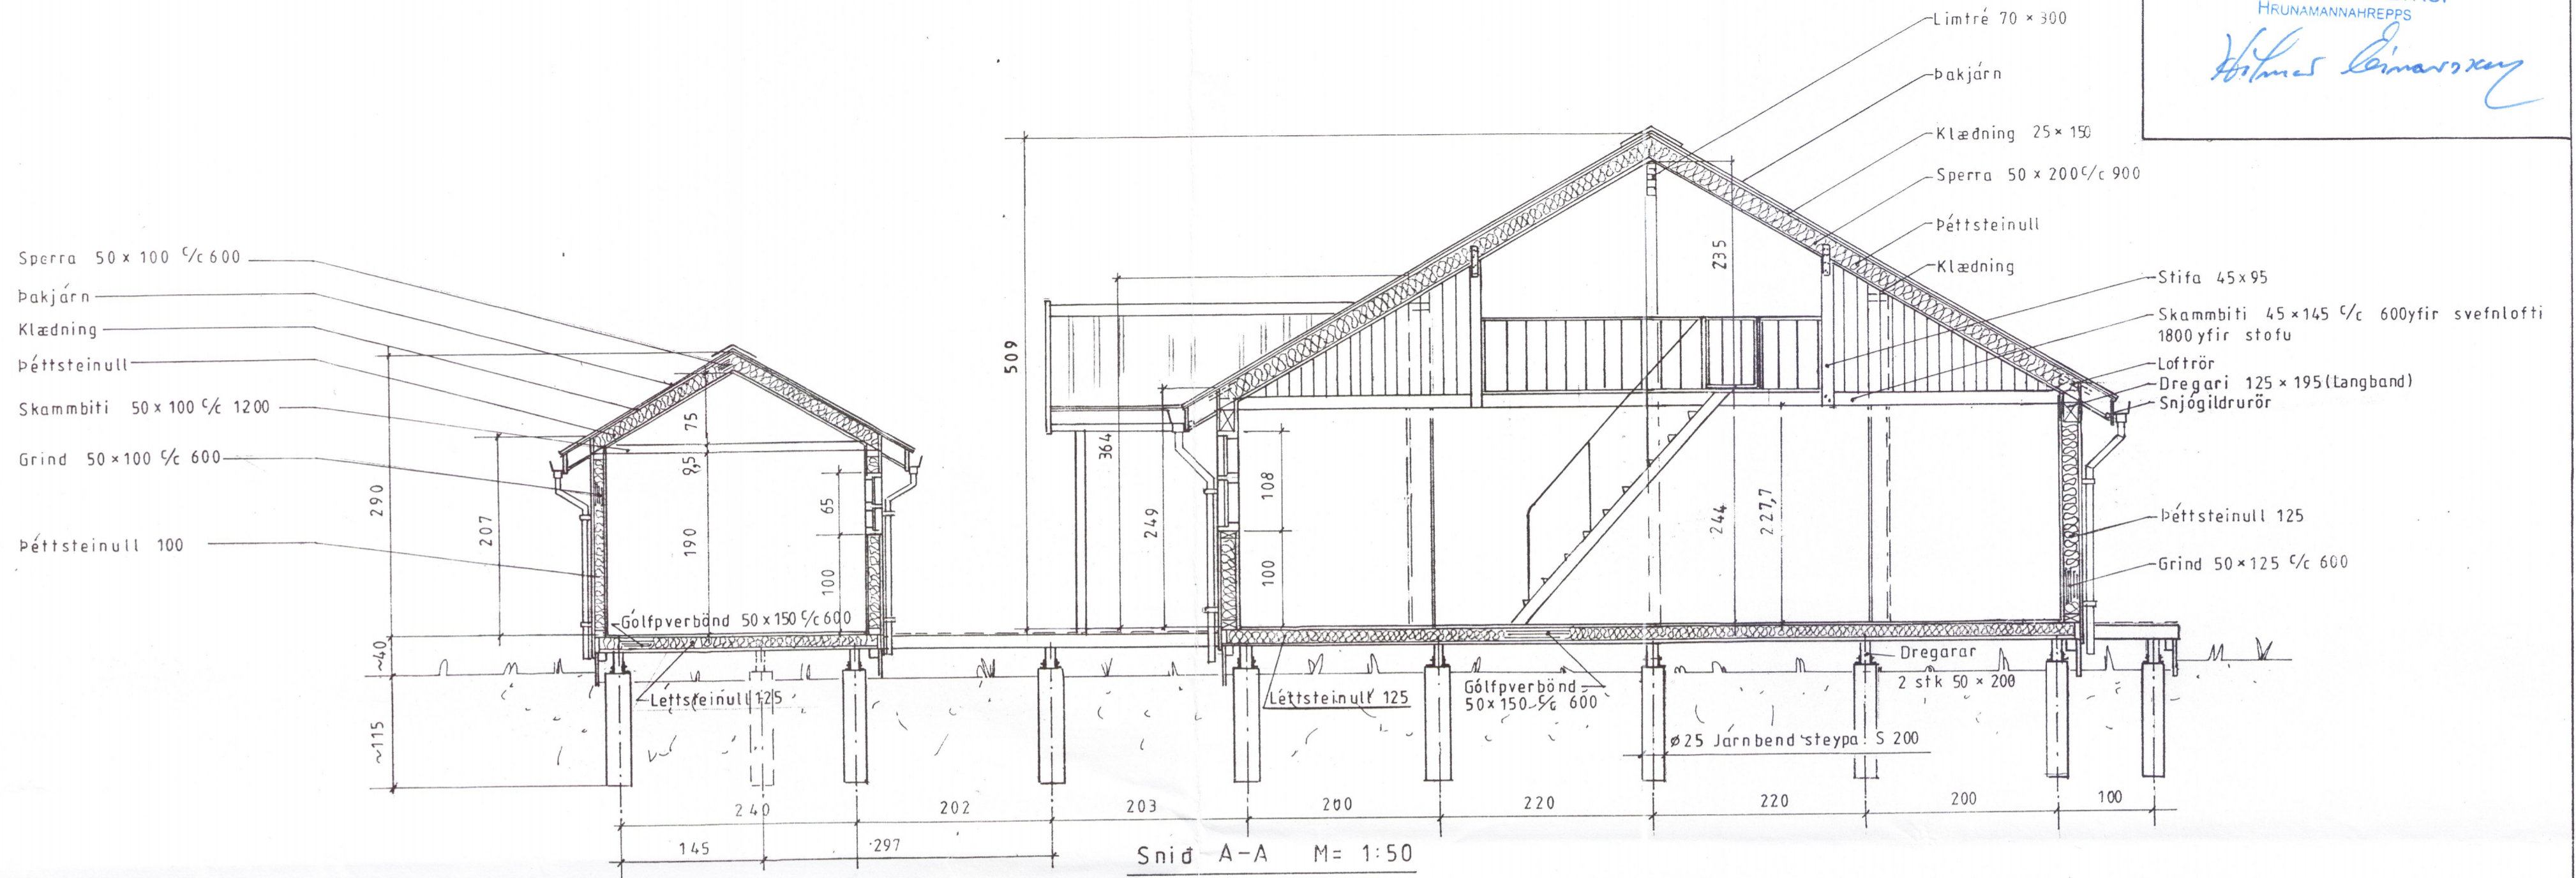 HRUNAMANNAHREPPS
Limtré 70 × 300
Þakjárn
Klæðning 25 × 150
Sperra 50 × 200 c/c 900
Þéttsteinull
Klædning
Stifa 45 x 95
Skammbiti 45 × 145 c/c 600 yfir svefnlofti
1800 yfir stofu
Loftrör
Dregari 125 × 195 (Langband)
Snjógildrurör
Þéttsteinull 125
Grind 50 × 125 c/c 600
Sperra 50 x 100 c/c 600
Þakjárn
Klædning
Þéttsteinull
Skammbiti 50 × 100 c/c 1200
Grind 50 × 100 c/c 600
Þéttsteinull 100
290
207
~40
~115
75
9,5
190
65
100
Gólfþverbönd 50 x 150 c/c 600
Léttsteinull 125
509
364
249
108
100
235
244
227,7
Léttsteinull 125
Gólfþverbönd
50 × 150 c/c 600
Dregarar
2 stk 50 × 200
ø25 Járnbend steypa S 200
240
202
203
200
220
220
200
100
145
297
Snið A-A M= 1:50